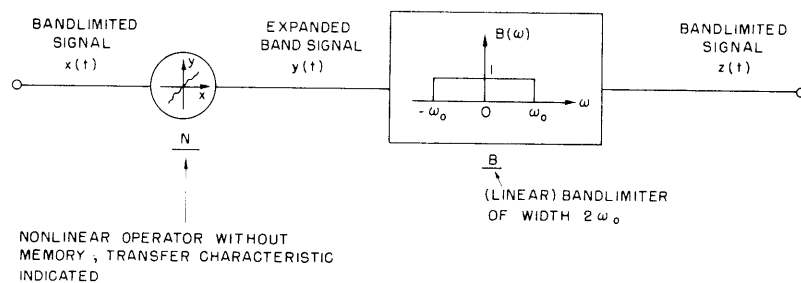 BANDLIMITED
SIGNAL
x(t)
EXPANDED
BAND SIGNAL
y(t)
BANDLIMITED
SIGNAL
z(t)
y
x
N
B(ω)
1
-ω₀ 0 ω₀ ω
B
(LINEAR) BANDLIMITER
OF WIDTH 2ω₀
NONLINEAR OPERATOR WITHOUT
MEMORY; TRANSFER CHARACTERISTIC
INDICATED